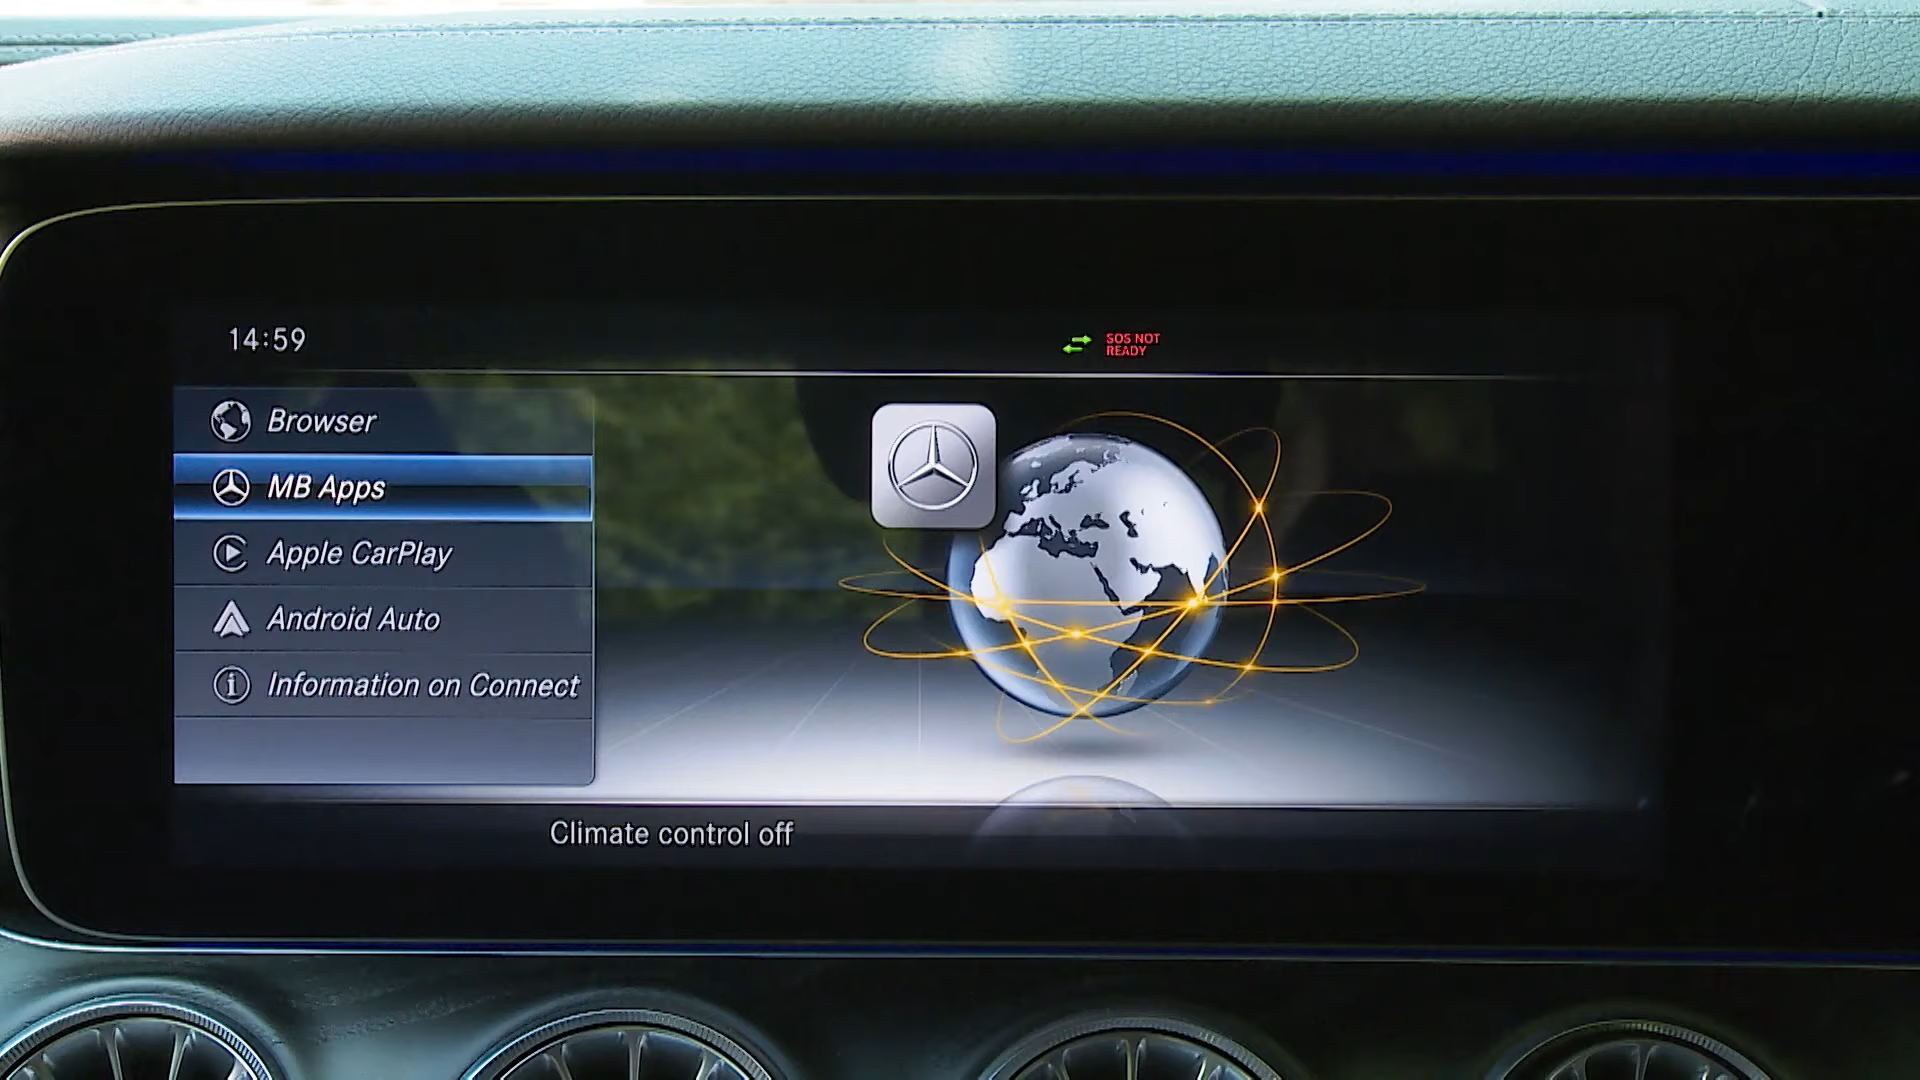 14:59
SOS NOT
READY
Browser
MB Apps
Apple CarPlay
Android Auto
Information on Connect
Climate control off